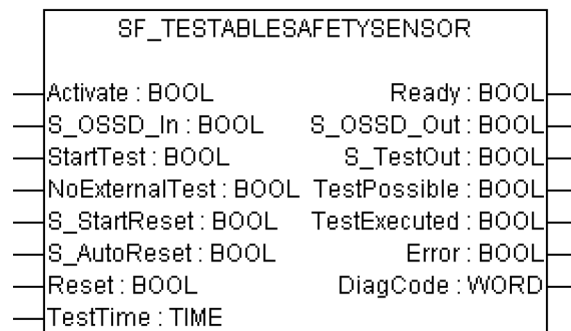 SF_TESTABLESAFETYSENSOR
Activate : BOOL Ready : BOOL
S_OSSD_In : BOOL S_OSSD_Out : BOOL
StartTest : BOOL S_TestOut : BOOL
NoExternalTest : BOOL TestPossible : BOOL
S_StartReset : BOOL TestExecuted : BOOL
S_AutoReset : BOOL Error : BOOL
Reset : BOOL DiagCode : WORD
TestTime : TIME